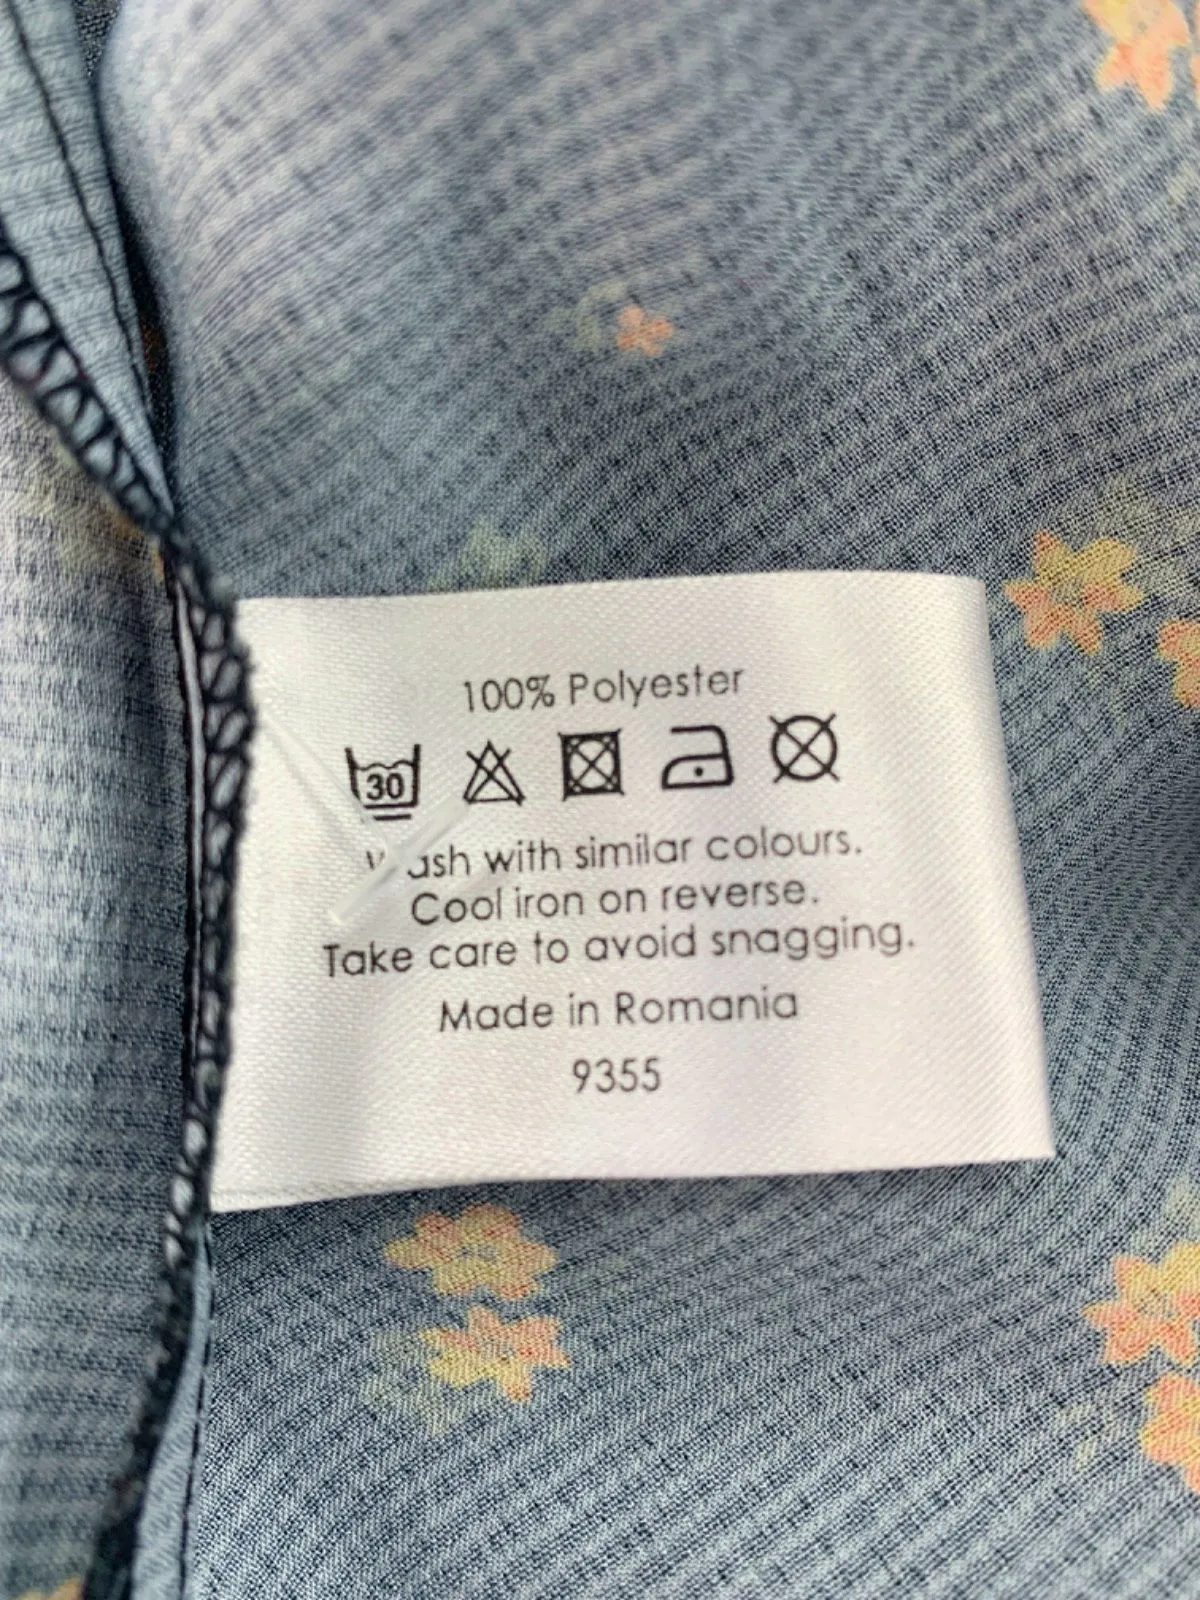 100% Polyester
30
Wash with similar colours.
Cool iron on reverse.
Take care to avoid snagging.
Made in Romania
9355